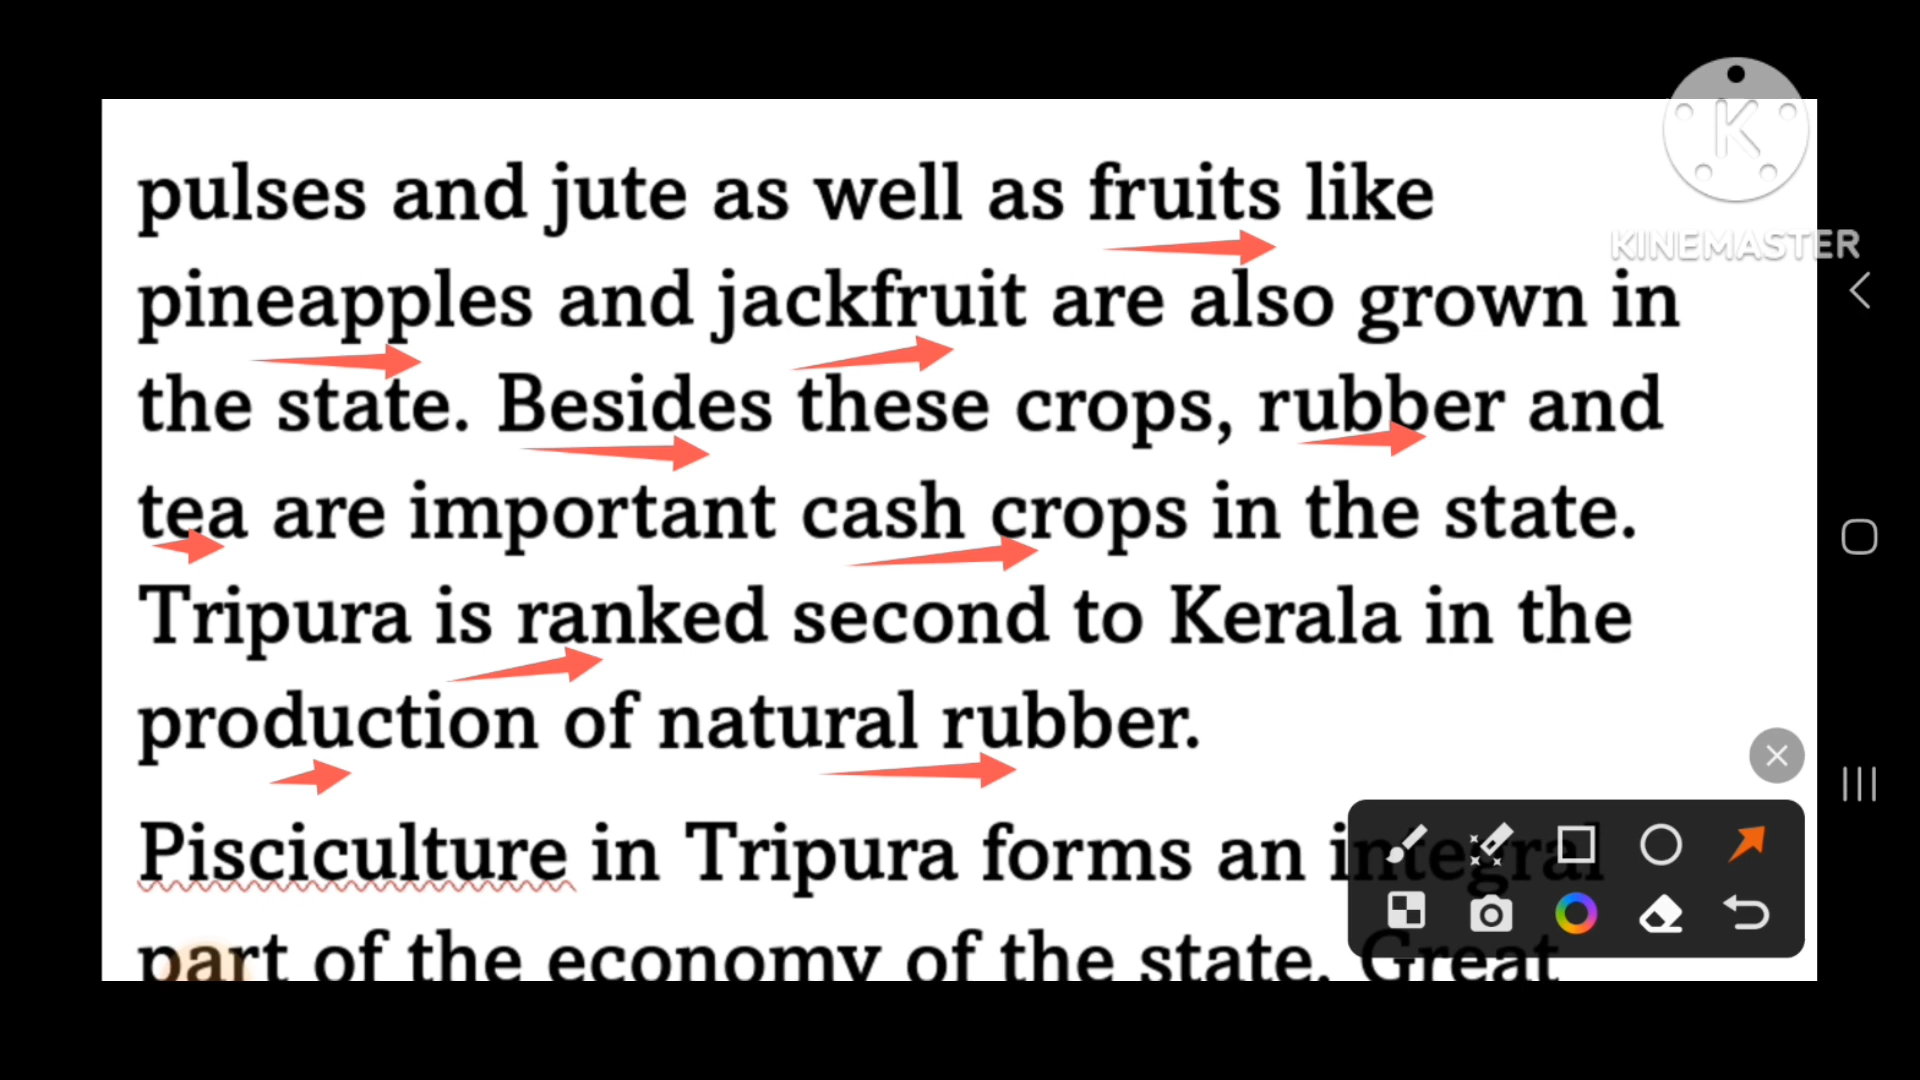 pulses and jute as well as fruits like
pineapples and jackfruit are also grown in
the state. Besides these crops, rubber and
tea are important cash crops in the state.
Tripura is ranked second to Kerala in the
production of natural rubber.
Pisciculture in Tripura forms an integral
part of the economy of the state. Great
K
KINEMASTER